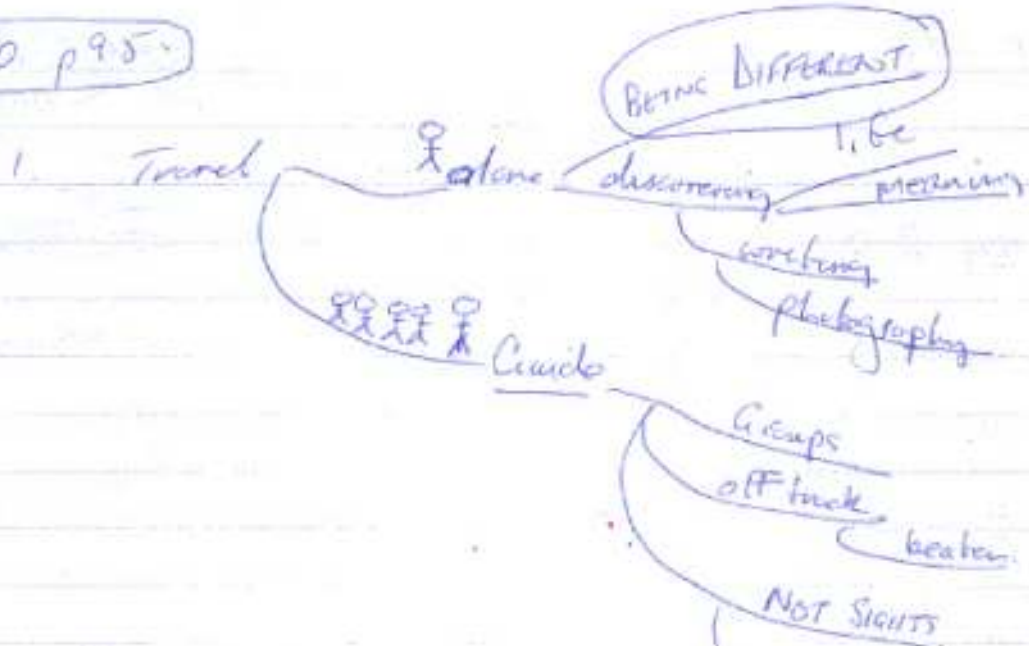 p95.
BEING DIFFERENT
1. Travel
alone
discovering
life
meaning
writing
photography
Guide
Groups
off track
beaten
NOT SIGHTS